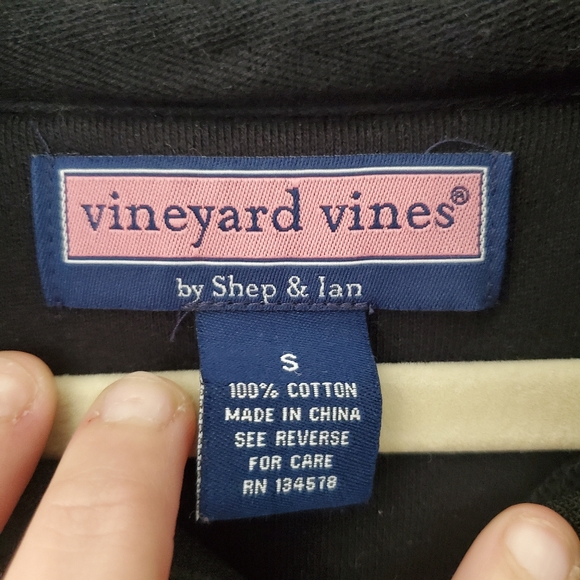 vineyard vines®
by Shep & Ian
S
100% COTTON
MADE IN CHINA
SEE REVERSE
FOR CARE
RN 134578